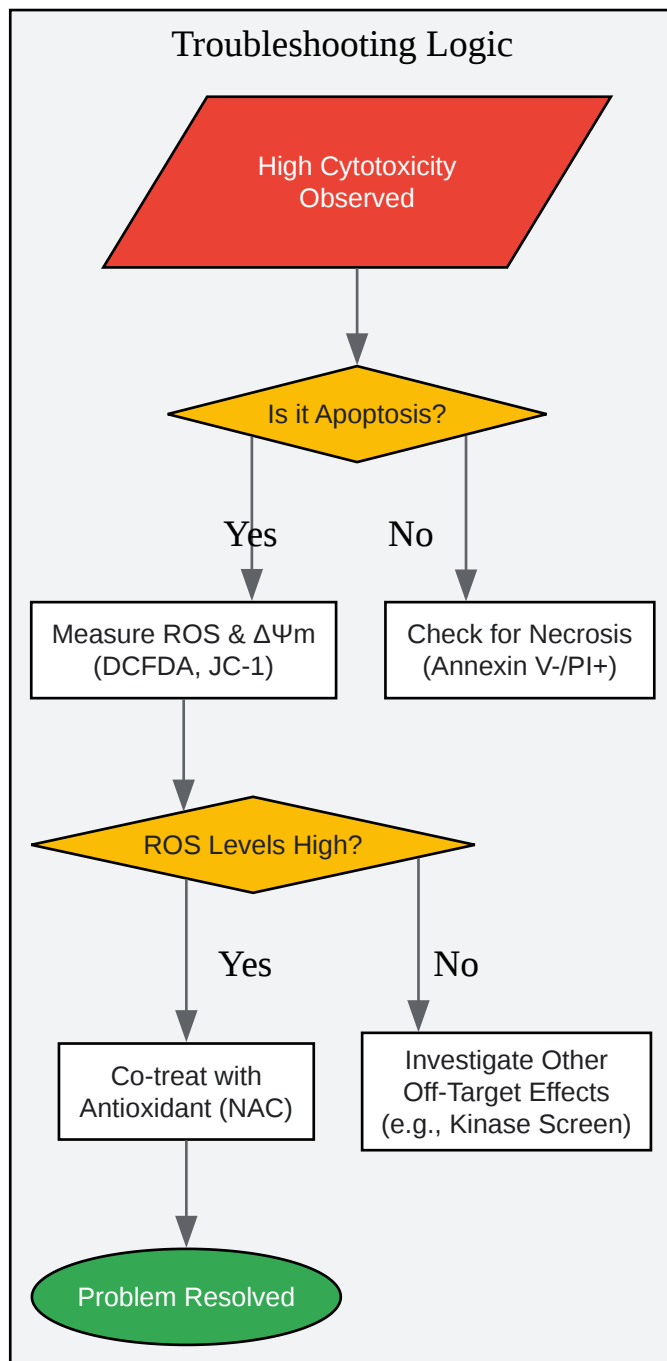 Troubleshooting Logic
High Cytotoxicity
Observed
Is it Apoptosis?
Yes
No
Measure ROS & ΔΨm
(DCFDA, JC-1)
Check for Necrosis
(Annexin V-/PI+)
ROS Levels High?
Yes
No
Co-treat with
Antioxidant (NAC)
Investigate Other
Off-Target Effects
(e.g., Kinase Screen)
Problem Resolved